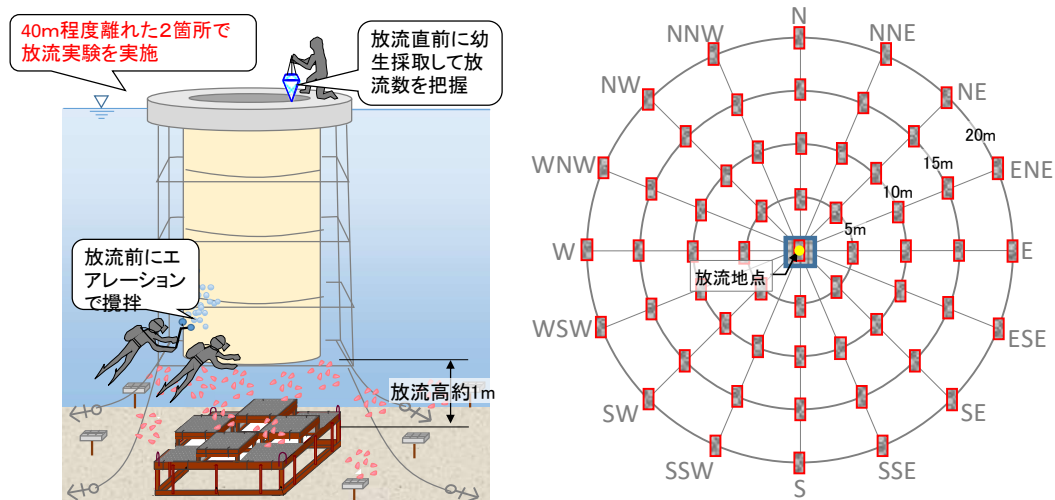 40m程度離れた2箇所で
放流実験を実施
放流直前に幼
生採取して放
流数を把握
放流前にエ
アレーション
で攪拌
放流高約1m
N
NNW
NNE
NW
NE
20m
WNW
15m
ENE
10m
5m
W
E
放流地点
WSW
ESE
SW
SE
SSW
SSE
S